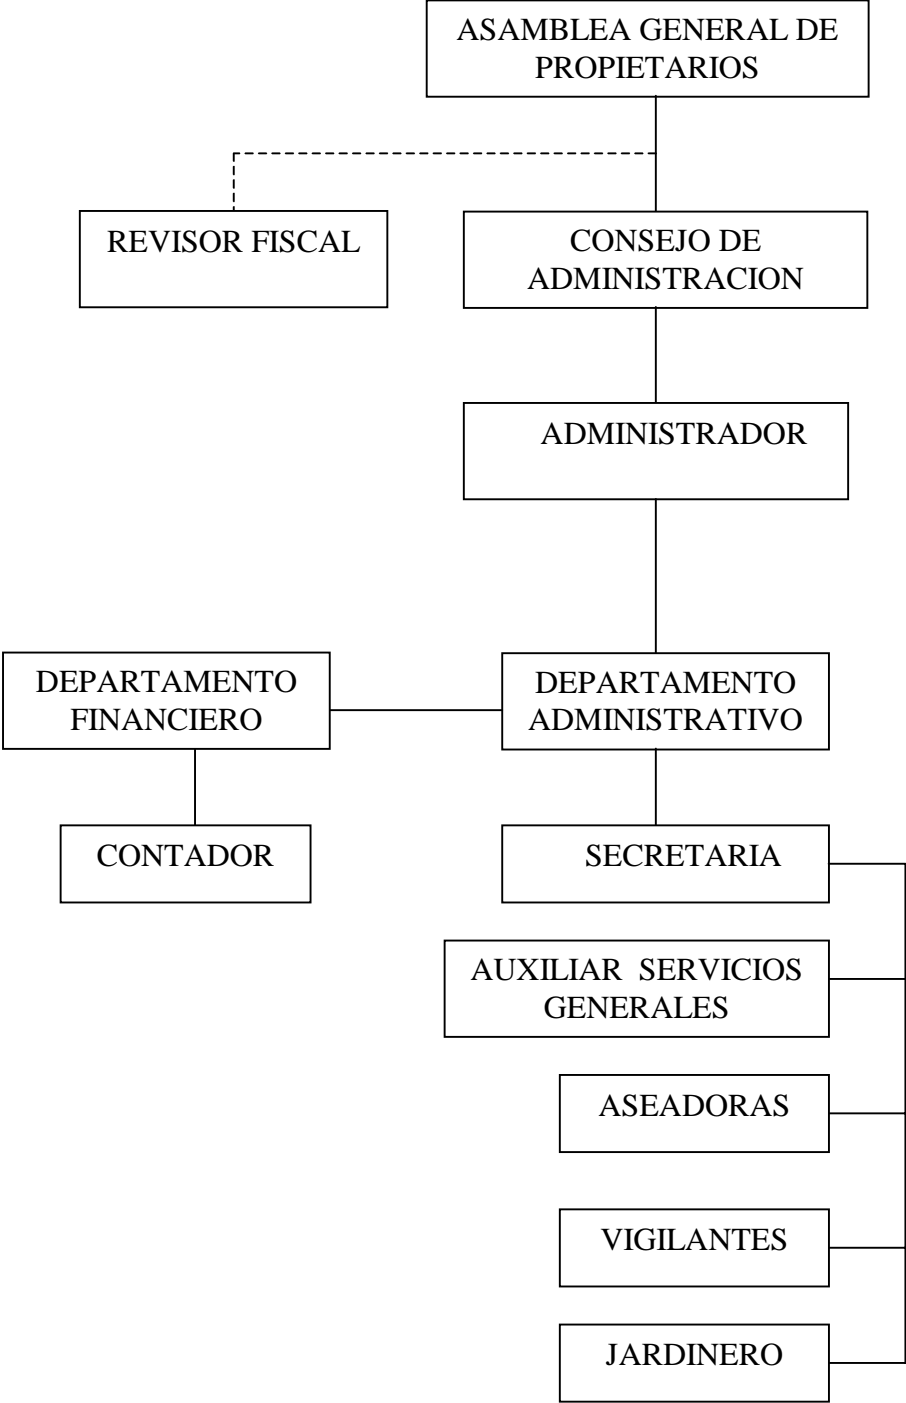 ASAMBLEA GENERAL DE
PROPIETARIOS
REVISOR FISCAL
CONSEJO DE
ADMINISTRACION
ADMINISTRADOR
DEPARTAMENTO
FINANCIERO
DEPARTAMENTO
ADMINISTRATIVO
CONTADOR
SECRETARIA
AUXILIAR SERVICIOS
GENERALES
ASEADORAS
VIGILANTES
JARDINERO